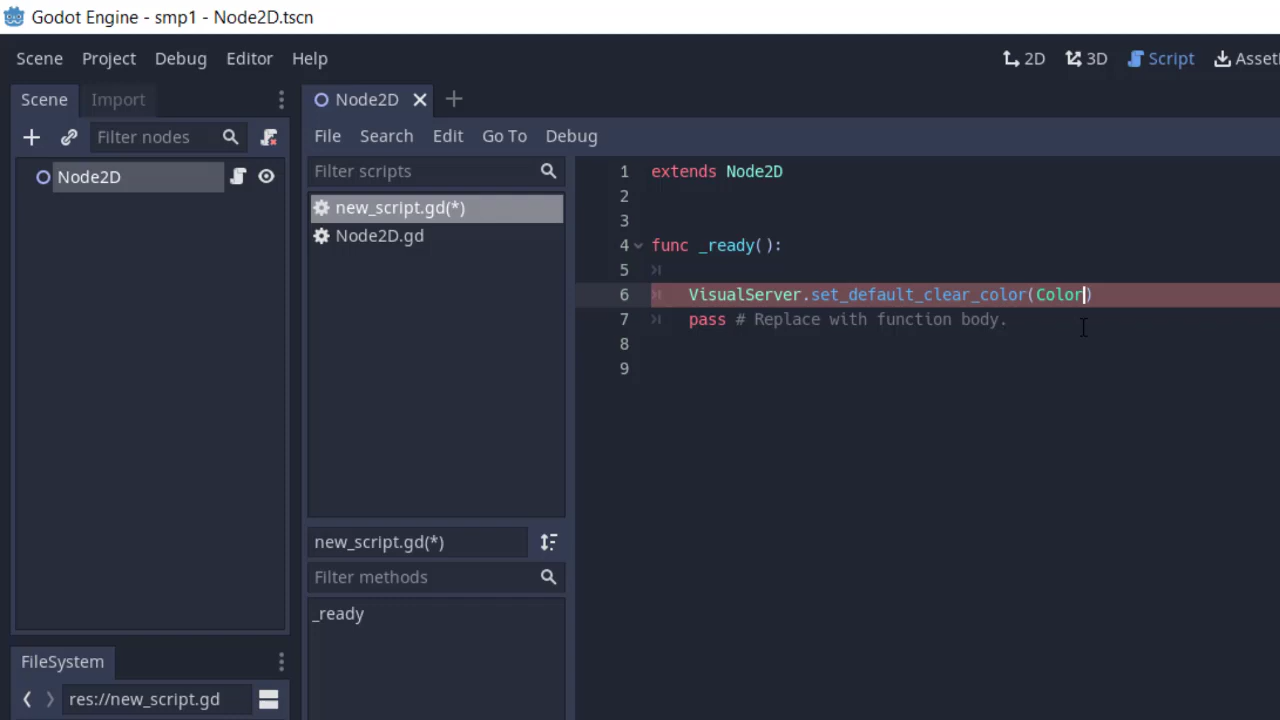 Godot Engine - smp1 - Node2D.tscn
Scene Project Debug Editor Help 2D 3D Script Asset
Scene Import
Filter nodes
Node2D
Node2D
File Search Edit Go To Debug
Filter scripts
new_script.gd(*)
Node2D.gd
new_script.gd(*)
Filter methods
_ready
1 extends Node2D
2
3
4 func _ready():
5
6 VisualServer.set_default_clear_color(Color)
7 pass # Replace with function body.
8
9
FileSystem
res://new_script.gd